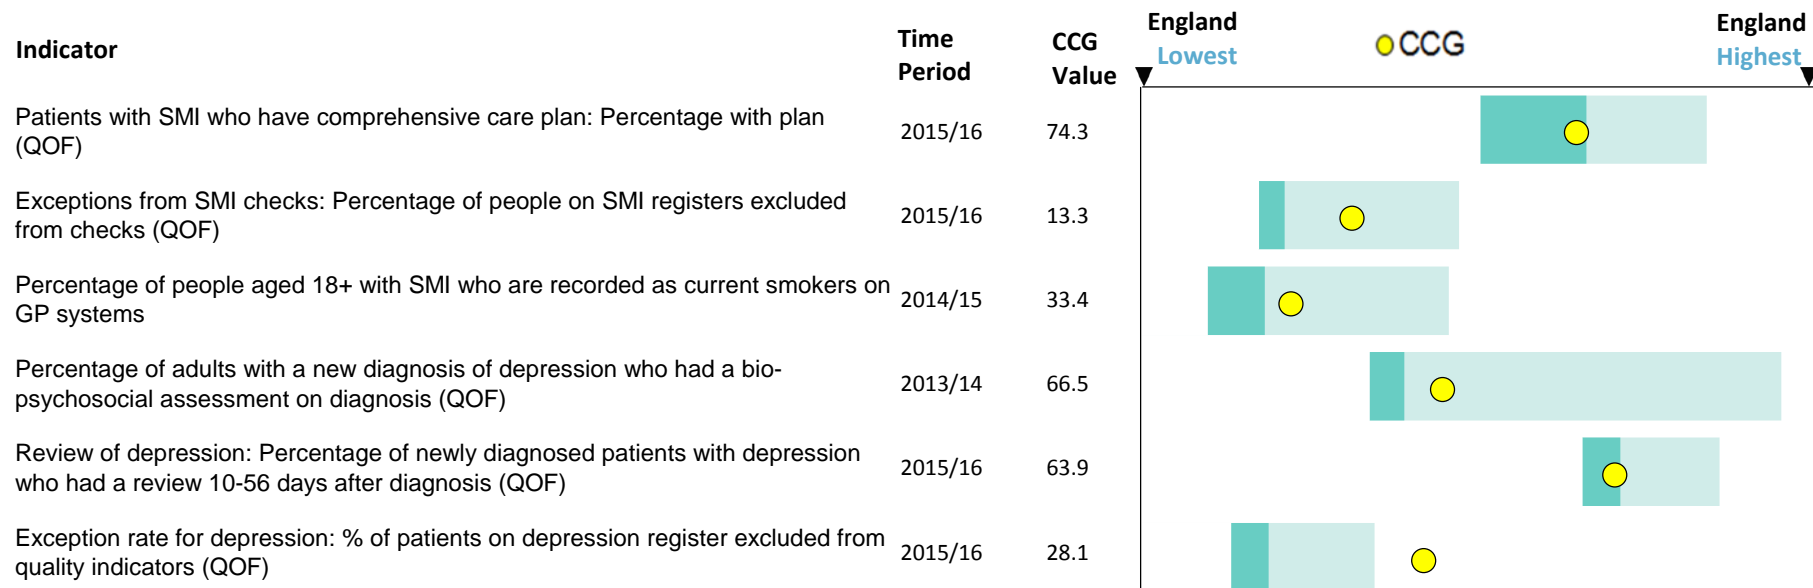 Indicator
Time
Period
CCG
Value
England
Lowest
CCG
England
Highest
Patients with SMI who have comprehensive care plan: Percentage with plan
(QOF)
2015/16
74.3
Exceptions from SMI checks: Percentage of people on SMI registers excluded
from checks (QOF)
2015/16
13.3
Percentage of people aged 18+ with SMI who are recorded as current smokers on
GP systems
2014/15
33.4
Percentage of adults with a new diagnosis of depression who had a bio-
psychosocial assessment on diagnosis (QOF)
2013/14
66.5
Review of depression: Percentage of newly diagnosed patients with depression
who had a review 10-56 days after diagnosis (QOF)
2015/16
63.9
Exception rate for depression: % of patients on depression register excluded from
quality indicators (QOF)
2015/16
28.1